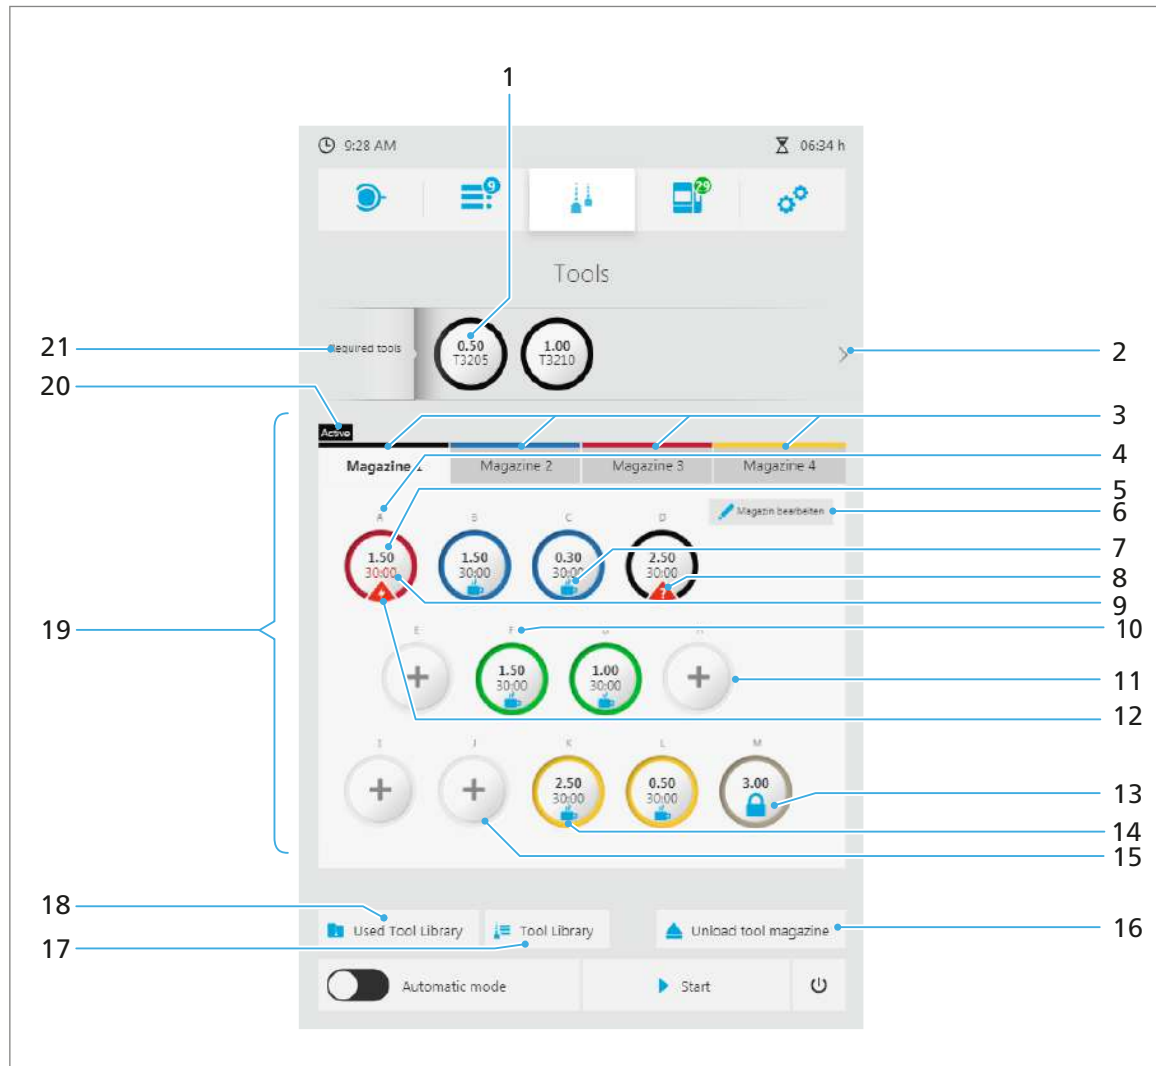 1
9:28 AM
06:34 h
9
29
Tools
21
Required tools
0.50
T3205
1.00
T3210
2
20
Active
3
Magazine 1
Magazine 2
Magazine 3
Magazine 4
4
5
A
B
C
D
Magazin bearbeiten
6
1.50
30:00
1.50
30:00
0.30
30:00
2.50
30:00
7
8
9
19
E
F
G
H
10
1.50
30:00
1.00
30:00
11
12
I
J
K
L
M
2.50
30:00
0.50
30:00
3.00
13
14
15
18
Used Tool Library
Tool Library
Unload tool magazine
16
17
Automatic mode
Start